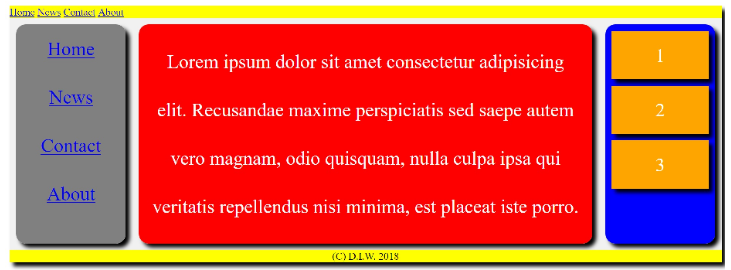 Home News Contact About
Home
News
Contact
About
Lorem ipsum dolor sit amet consectetur adipisicing
elit. Recusandae maxime perspiciatis sed saepe autem
vero magnam, odio quisquam, nulla culpa ipsa qui
veritatis repellendus nisi minima, est placeat iste porro.
1
2
3
(C) D.I.W, 2018